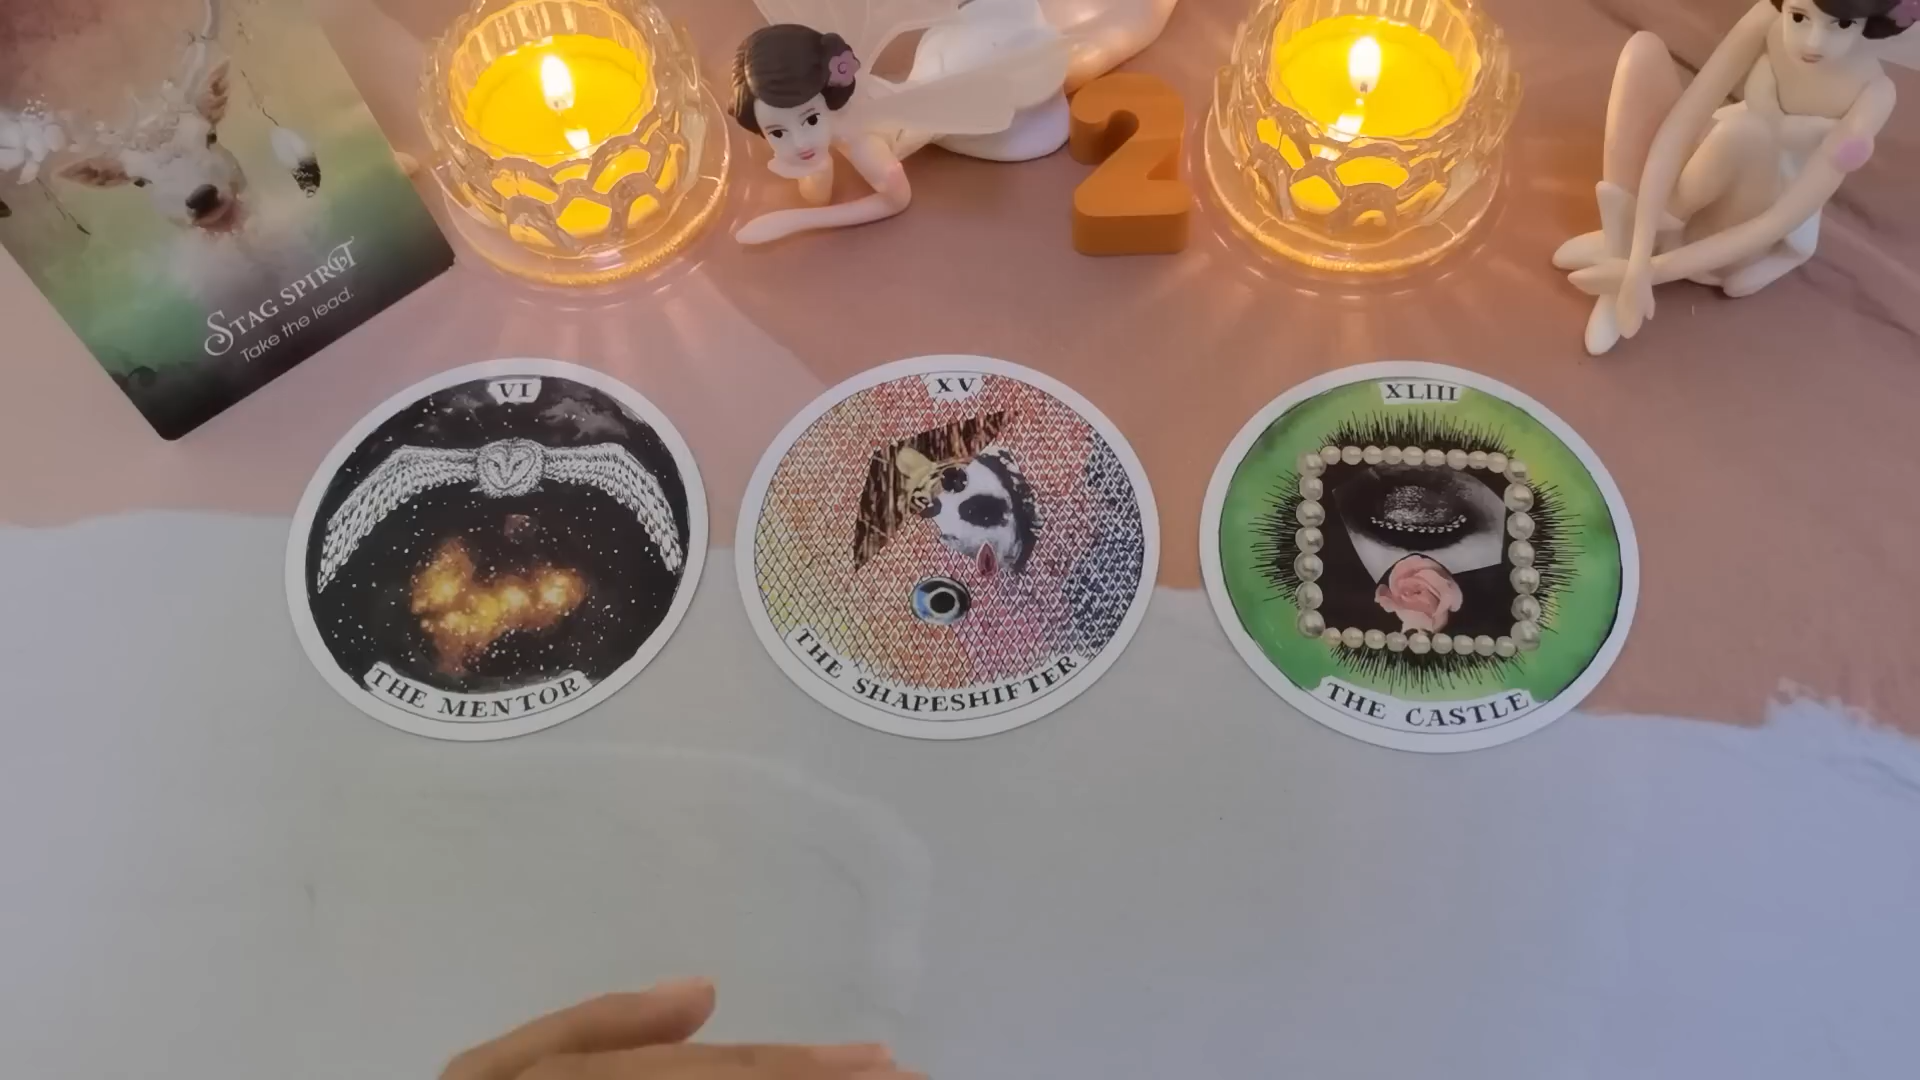 STAG SPIRIT
Take the lead.
2
VI
THE MENTOR
XV
THE SHAPESHIFTER
XLIII
THE CASTLE